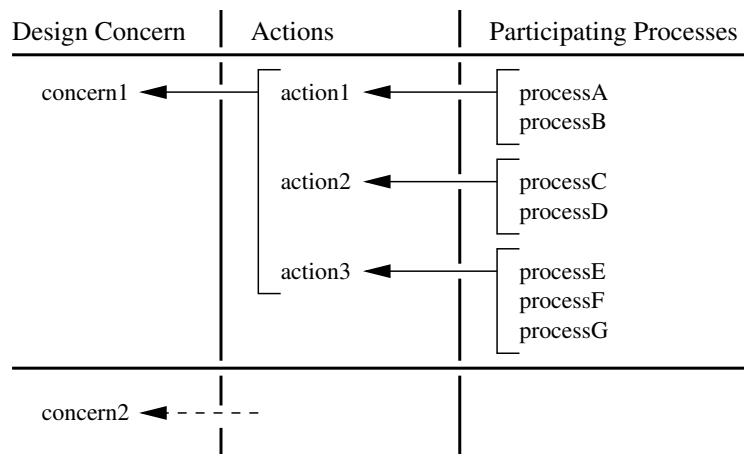 Design Concern Actions Participating Processes
concern1 action1 processA
processB
action2 processC
processD
action3 processE
processF
processG
concern2